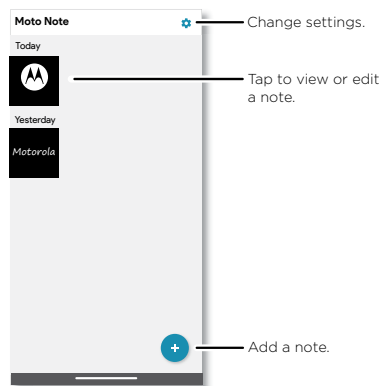 Moto Note
Change settings.
Today
Tap to view or edit
a note.
Yesterday
Motorola
Add a note.